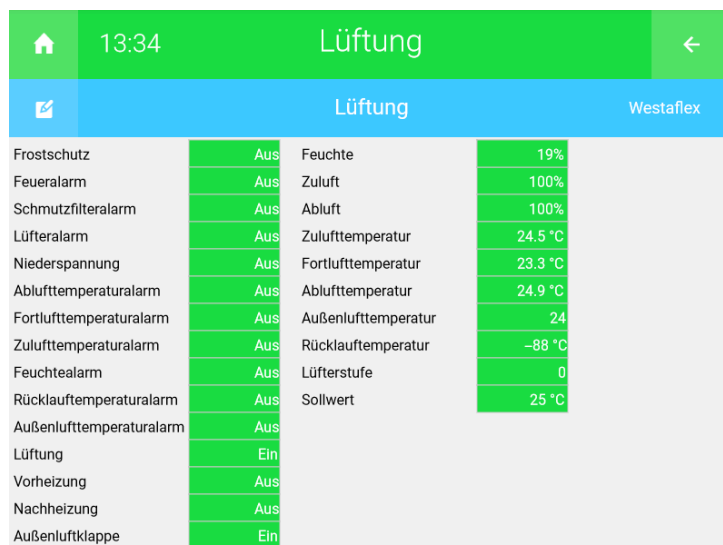 13:34 Lüftung
Lüftung Westaflex
Frostschutz Aus Feuchte 19%
Feueralarm Aus Zuluft 100%
Schmutzfilteralarm Aus Abluft 100%
Lüfteralarm Aus Zulufttemperatur 24.5 °C
Niederspannung Aus Fortlufttemperatur 23.3 °C
Ablufttemperaturalarm Aus Ablufttemperatur 24.9 °C
Fortlufttemperaturalarm Aus Außenlufttemperatur 24
Zulufttemperaturalarm Aus Rücklauftemperatur –88 °C
Feuchtealarm Aus Lüfterstufe 0
Rücklauftemperaturalarm Aus Sollwert 25 °C
Außenlufttemperaturalarm Aus
Lüftung Ein
Vorheizung Aus
Nachheizung Aus
Außenluftklappe Ein